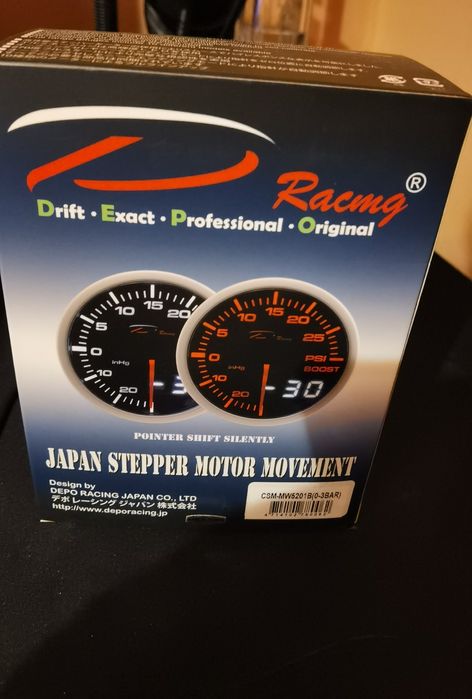 Racing ®
Drift · Exact · Professional · Original
0 5 10 15 20
inHg
10
20
-3
0 5 10 15 20 25
PSI
BOOST
inHg
10
20
-30
POINTER SHIFT SILENTLY
JAPAN STEPPER MOTOR MOVEMENT
Design by
DEPO RACING JAPAN CO., LTD
デポ レーシング ジャパン 株式会社
http://www.deporacing.jp
CSM-MW5201B(0-3BAR)